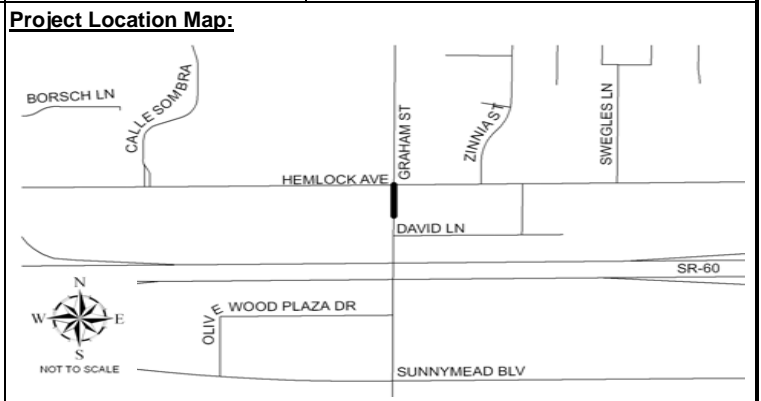 Project Location Map:
BORSCH LN
CALLE SOMBRA
GRAHAM ST
ZINNIA ST
SWEGLES LN
HEMLOCK AVE
DAVID LN
SR-60
N
W E
S
NOT TO SCALE
OLIVE WOOD PLAZA DR
SUNNYMEAD BLV